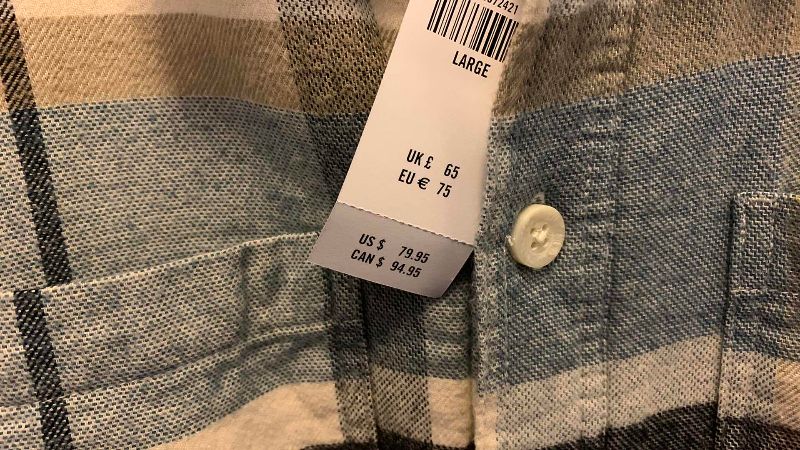 LARGE
UK £ 65
EU € 75
US $ 79.95
CAN $ 94.95